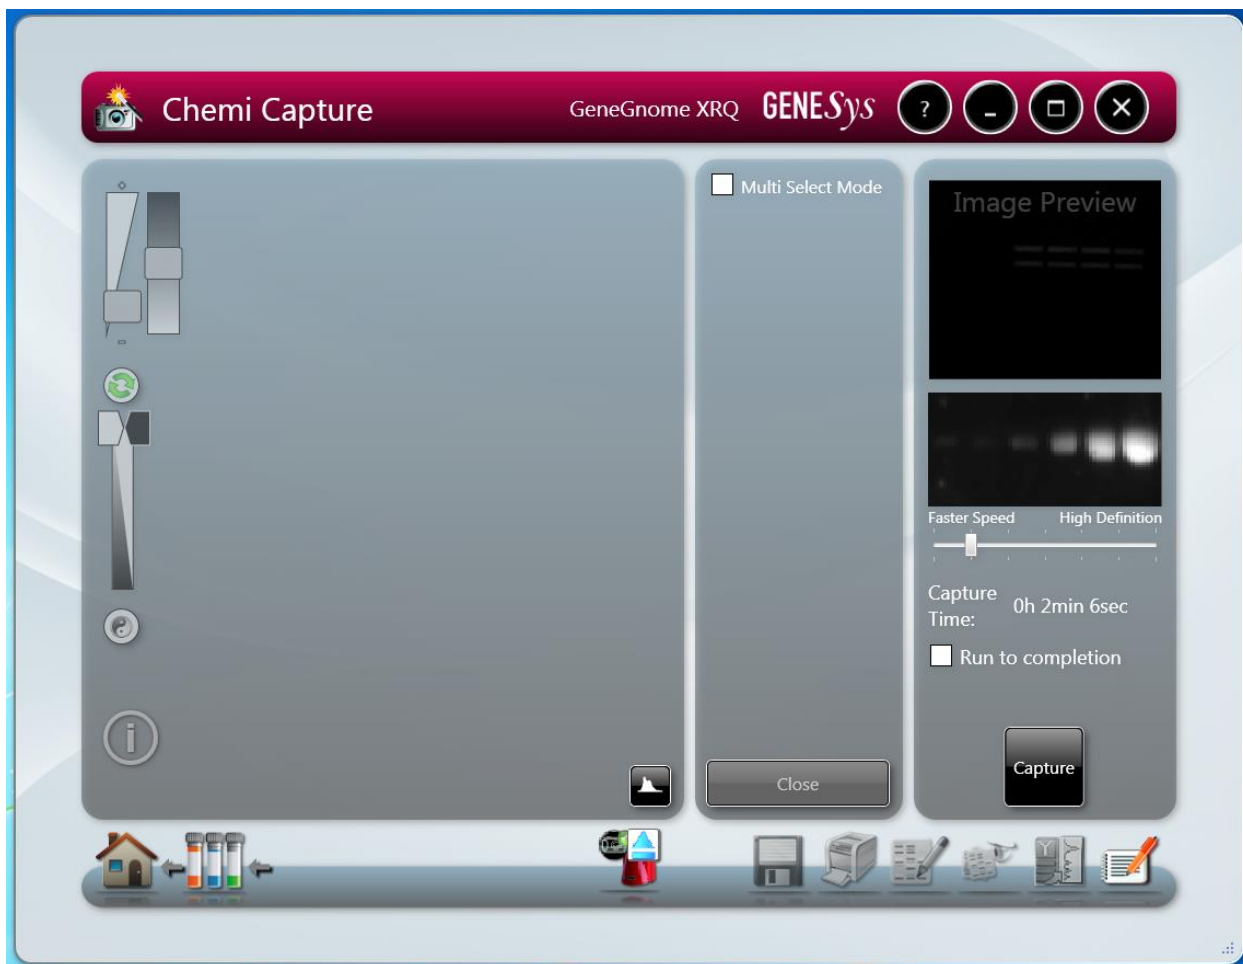 Chemi Capture
GeneGnome XRQ GENESys ?
Multi Select Mode
Image Preview
Faster Speed High Definition
Capture Time: 0h 2min 6sec
Run to completion
Capture
Close